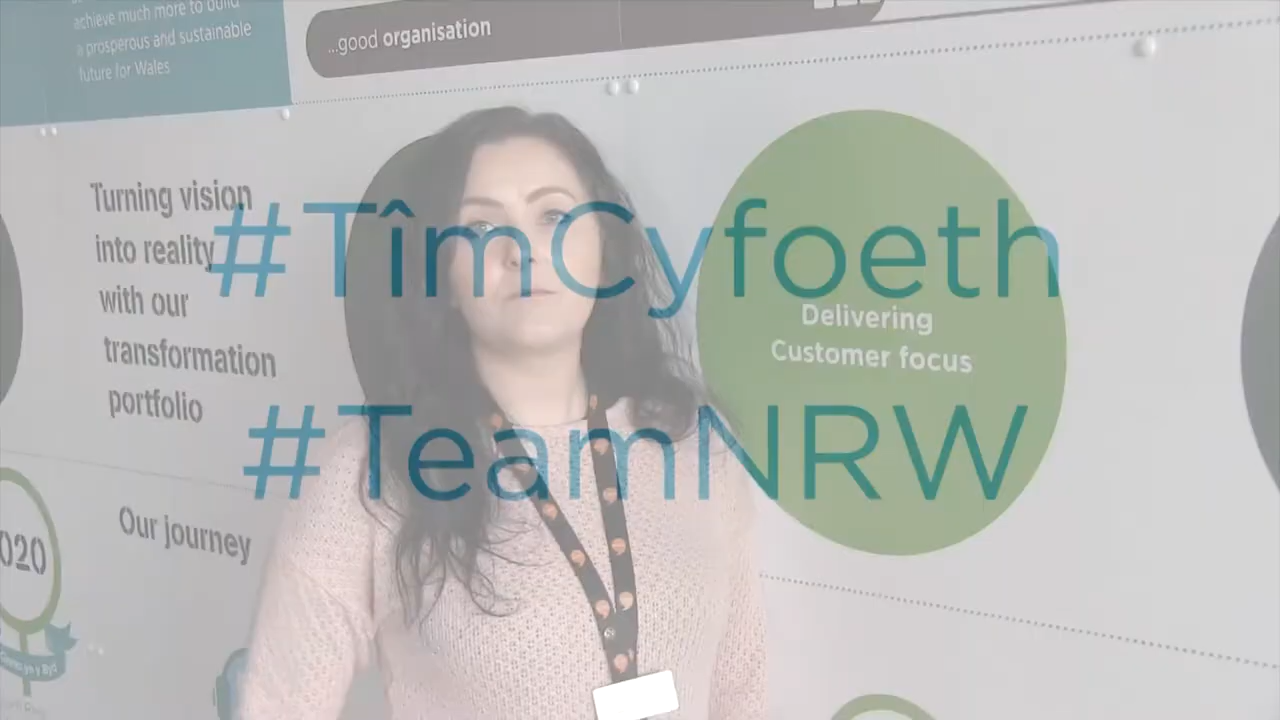 achieve much more to build
a prosperous and sustainable
future for Wales
...good organisation
Turning vision
into reality
with our
transformation
portfolio
#TîmCyfoeth
Delivering
Customer focus
#TeamNRW
Our journey
020